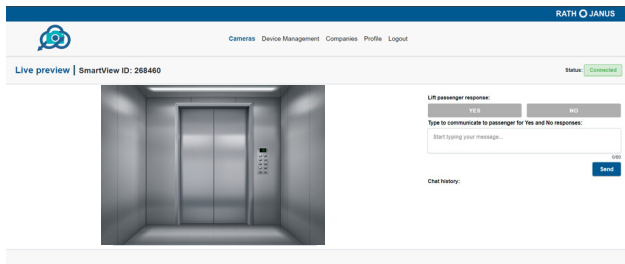 RATH JANUS
Cameras Device Management Companies Profile Logout
Live preview | SmartView ID: 268460
Status: Connected
Lift passenger response:
YES NO
Type to communicate to passenger for Yes and No responses:
Start typing your message...
0/60
Send
Chat history: